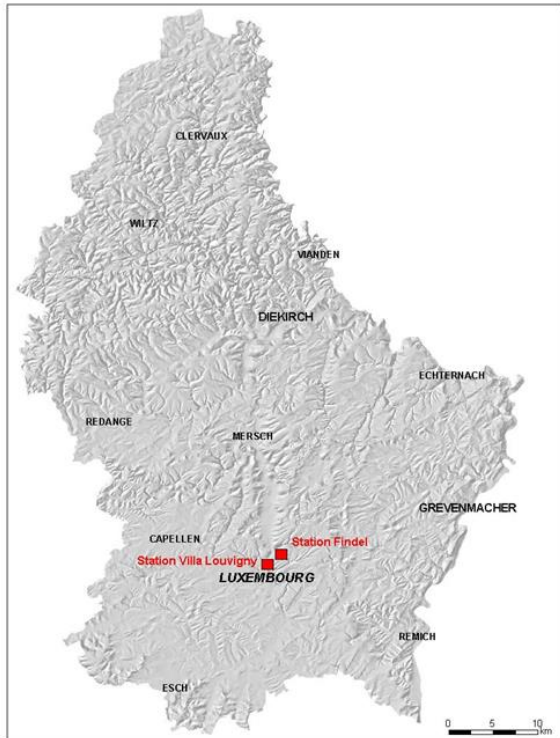 CLERVAUX
WILTZ
VIANDEN
DIEKIRCH
ECHTERNACH
REDANGE
MERSCH
GREVENMACHER
CAPELLEN
Station Findel
Station Villa Louvigny
LUXEMBOURG
REMICH
ESCH
0 5 10
km